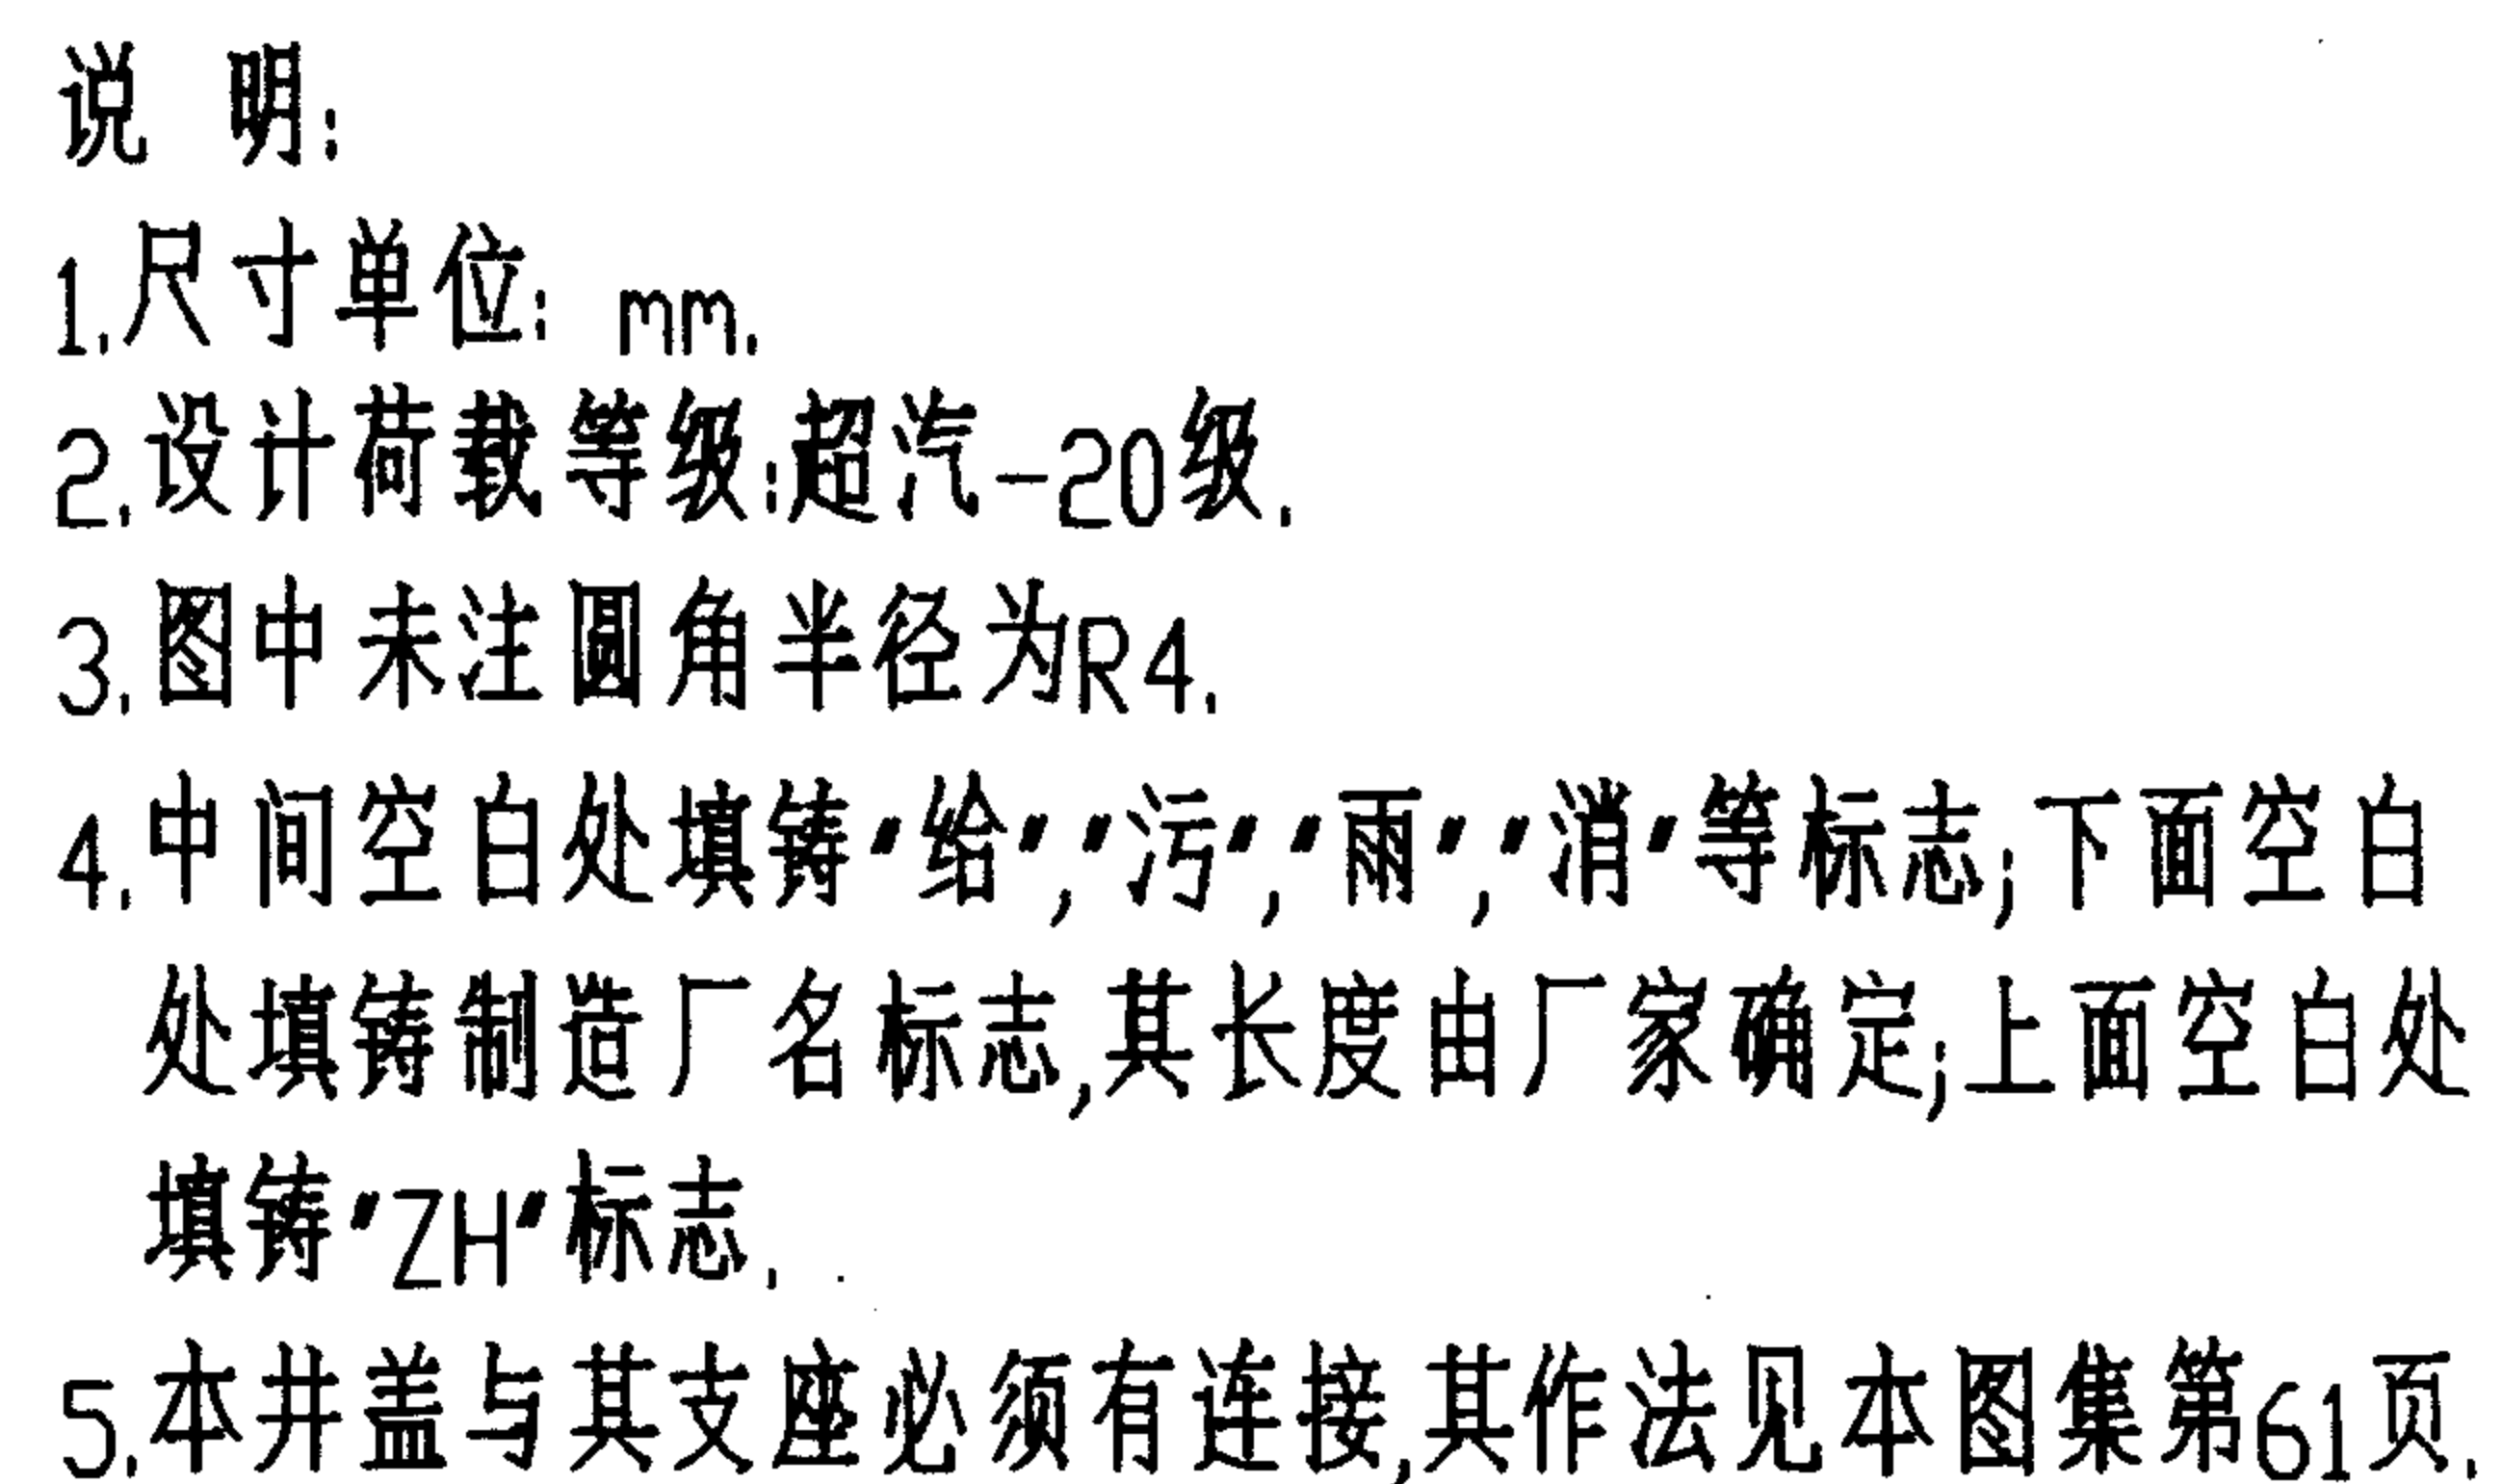 说 明:
1.尺寸单位: mm.
2.设计荷载等级:超汽-20级.
3.图中未注圆角半径为R4.
4.中间空白处填铸"给","污","雨","消"等标志;下面空白
处填铸制造厂名标志,其长度由厂家确定;上面空白处
填铸"ZH"标志.
5.本井盖与其支座必须有连接,其作法见本图集第61页.